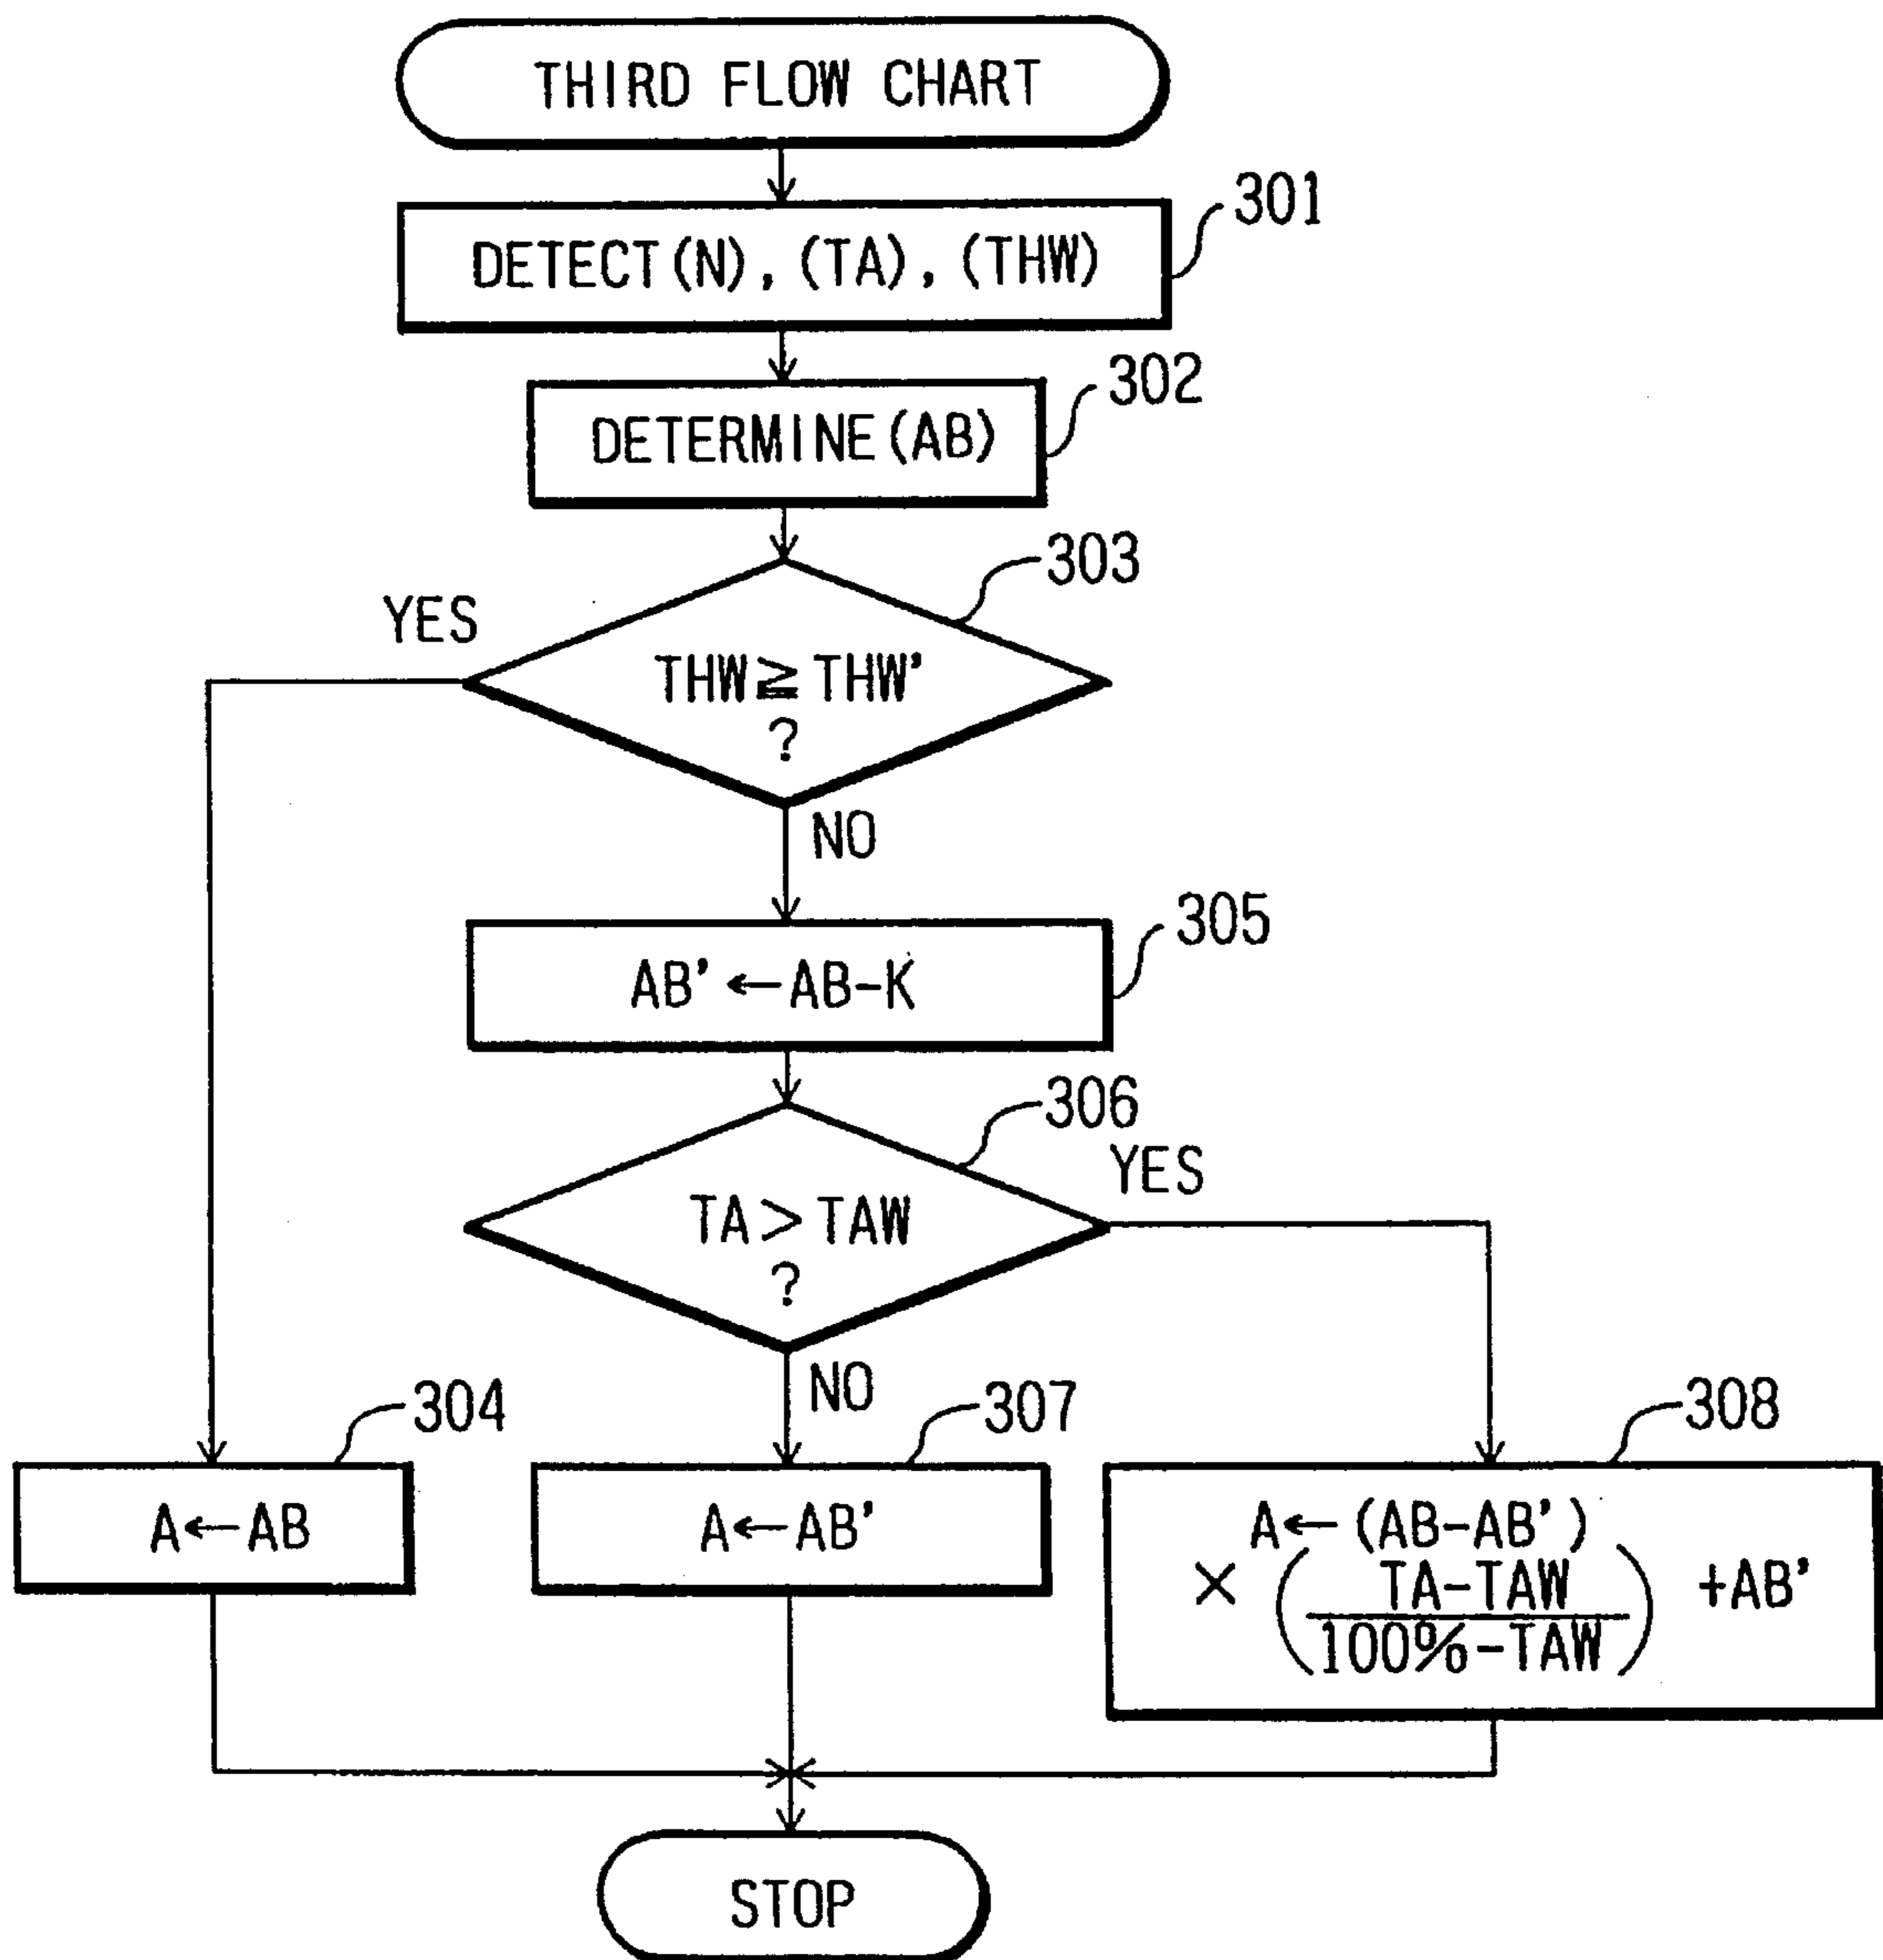 THIRD FLOW CHART
301
DETECT(N), (TA), (THW)
302
DETERMINE(AB)
303
YES
THW≧THW'
?
NO
305
AB'←AB-K
306
YES
TA>TAW
?
NO
304
A←AB
307
A←AB'
308
A←(AB-AB')
×(TA-TAW
100%-TAW) +AB'
STOP